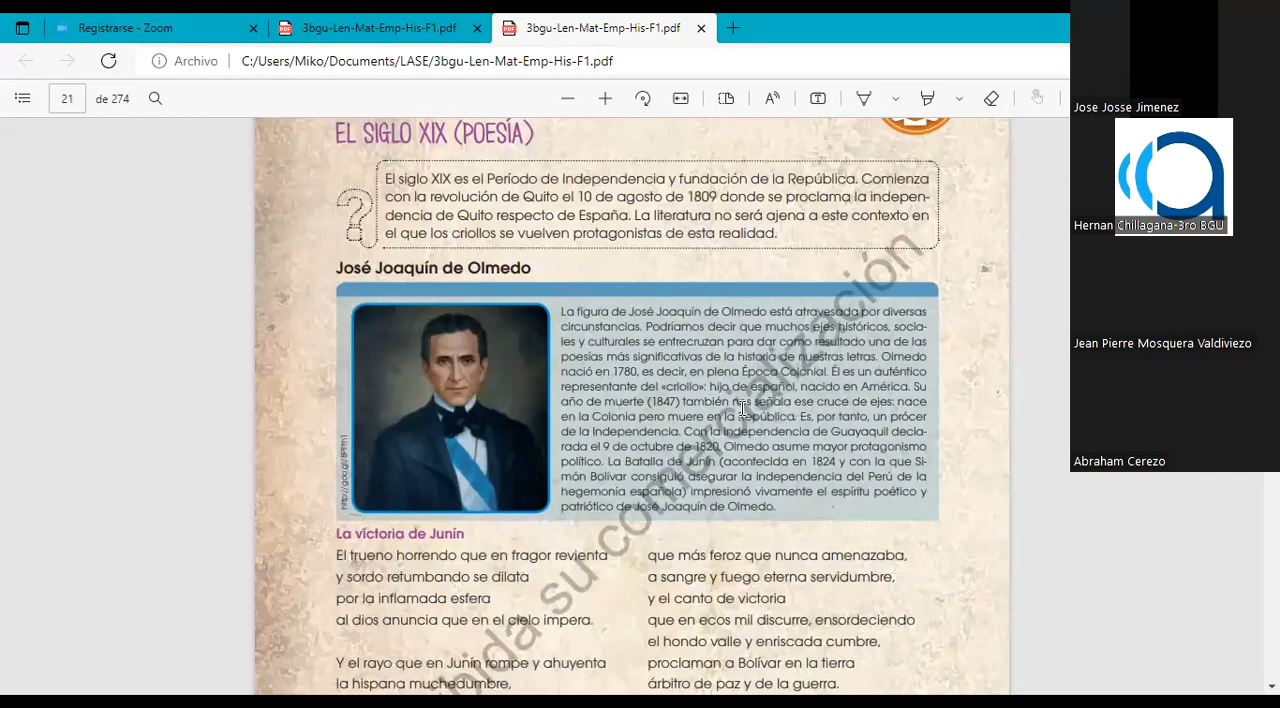 Registrarse - Zoom
3bgu-Len-Mat-Emp-His-F1.pdf
3bgu-Len-Mat-Emp-His-F1.pdf
Archivo
C:/Users/Miko/Documents/LASE/3bgu-Len-Mat-Emp-His-F1.pdf
21
de 274
EL SIGLO XIX (POESÍA)
El siglo XIX es el Período de Independencia y fundación de la República. Comienza
con la revolución de Quito el 10 de agosto de 1809 donde se proclama la indepen-
dencia de Quito respecto de España. La literatura no será ajena a este contexto en
el que los criollos se vuelven protagonistas de esta realidad.
José Joaquín de Olmedo
La figura de José Joaquín de Olmedo está atravesada por diversas
circunstancias. Podríamos decir que muchos ejes históricos, socia-
les y culturales se entrecruzan para dar como resultado una de las
poesías más significativas de la historia de nuestras letras. Olmedo
nació en 1780, es decir, en plena Época Colonial. Él es un auténtico
representante del «criollo»: hijo de español, nacido en América. Su
año de muerte (1847) también nos señala ese cruce de ejes: nace
en la Colonia pero muere en la República. Es, por tanto, un prócer
de la Independencia. Con la independencia de Guayaquil decla-
rada el 9 de octubre de 1820, Olmedo asume mayor protagonismo
político. La Batalla de Junín (acontecida en 1824 y con la que Si-
món Bolívar consiguió asegurar la independencia del Perú de la
hegemonía española) impresionó vivamente el espíritu poético y
patriótico de José Joaquín de Olmedo.
La víctoria de Junín
El trueno horrendo que en fragor revienta
y sordo retumbando se dilata
por la inflamada esfera
al dios anuncia que en el cielo impera.
Y el rayo que en Junín rompe y ahuyenta
la hispana muchedumbre,
que más feroz que nunca amenazaba,
a sangre y fuego eterna servidumbre,
y el canto de victoria
que en ecos mil discurre, ensordeciendo
el hondo valle y enriscada cumbre,
proclaman a Bolívar en la tierra
árbitro de paz y de la guerra.
bida su comercialización
Jose Josse Jimenez
Hernan Chillagana-3ro BGU
Jean Pierre Mosquera Valdiviezo
Abraham Cerezo